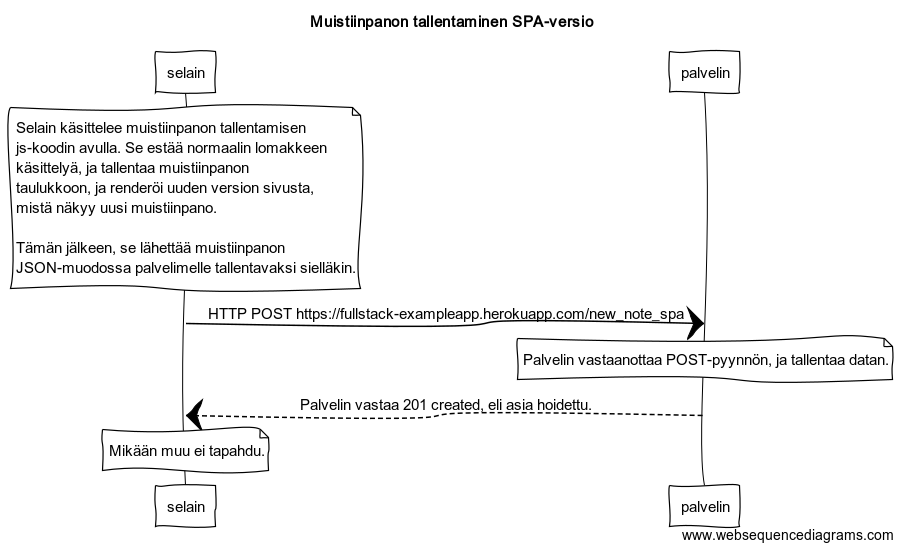 Muistiinpanon tallentaminen SPA-versio
selain
palvelin
Selain käsittelee muistiinpanon tallentamisen
js-koodin avulla. Se estää normaalin lomakkeen
käsittelyä, ja tallentaa muistiinpanon
taulukkoon, ja renderöi uuden version sivusta,
mistä näkyy uusi muistiinpano.
Tämän jälkeen, se lähettää muistiinpanon
JSON-muodossa palvelimelle tallentavaksi sielläkin.
HTTP POST https://fullstack-exampleapp.herokuapp.com/new_note_spa
Palvelin vastaanottaa POST-pyynnön, ja tallentaa datan.
Palvelin vastaa 201 created, eli asia hoidettu.
Mikään muu ei tapahdu.
selain
palvelin
www.websequencediagrams.com